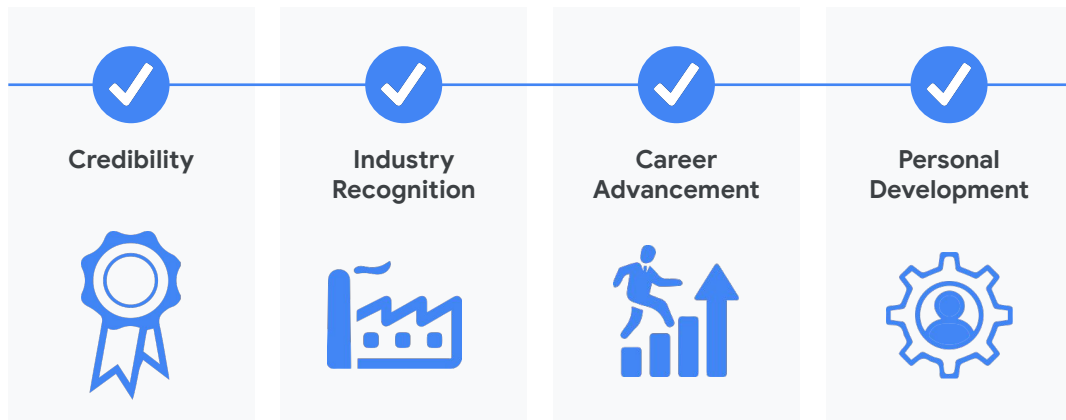 Credibility
Industry
Recognition
Career
Advancement
Personal
Development